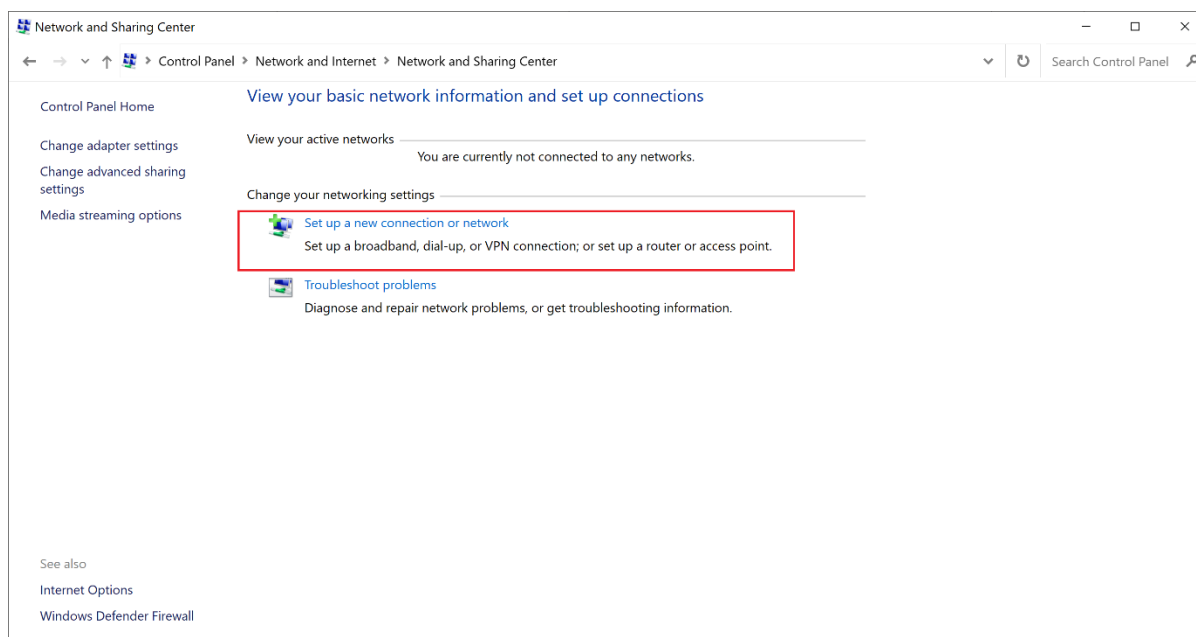 Network and Sharing Center
Control Panel > Network and Internet > Network and Sharing Center
Search Control Panel
Control Panel Home
Change adapter settings
Change advanced sharing
settings
Media streaming options
View your basic network information and set up connections
View your active networks
You are currently not connected to any networks.
Change your networking settings
Set up a new connection or network
Set up a broadband, dial-up, or VPN connection; or set up a router or access point.
Troubleshoot problems
Diagnose and repair network problems, or get troubleshooting information.
See also
Internet Options
Windows Defender Firewall